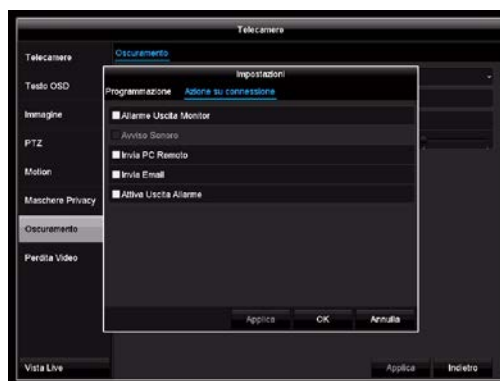 Telecamere
Telecamere
Testo OSD
Immagine
PTZ
Motion
Maschere Privacy
Oscuramento
Perdita Video
Vista Live
Oscuramento
Impostazioni
Programmazione Azione su connessione
Allarme Uscita Monitor
Avviso Sonoro
Invia PC Remoto
Invia Email
Attiva Uscita Allarme
Applica OK Annulla
Applica Indietro